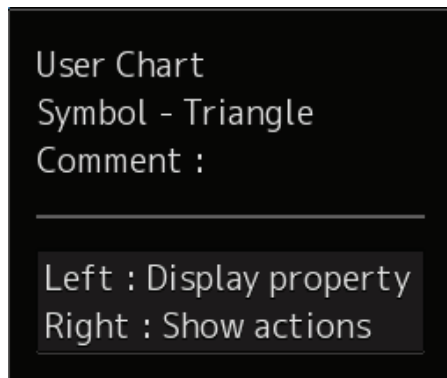 User Chart
Symbol - Triangle
Comment :
Left : Display property
Right : Show actions